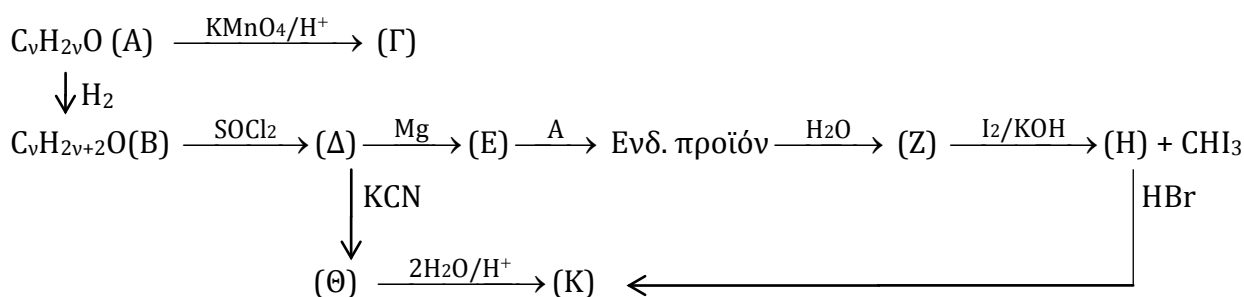 CνH2νO (Α) KMnO4/H+ (Γ)
H2
CνH2ν+2O(Β) SOCl2 (Δ) Mg (Ε) Α Ενδ. προϊόν H2O (Ζ) I2/KOH (Η) + CHI3
KCN HBr
(Θ) 2H2O/H+ (Κ)